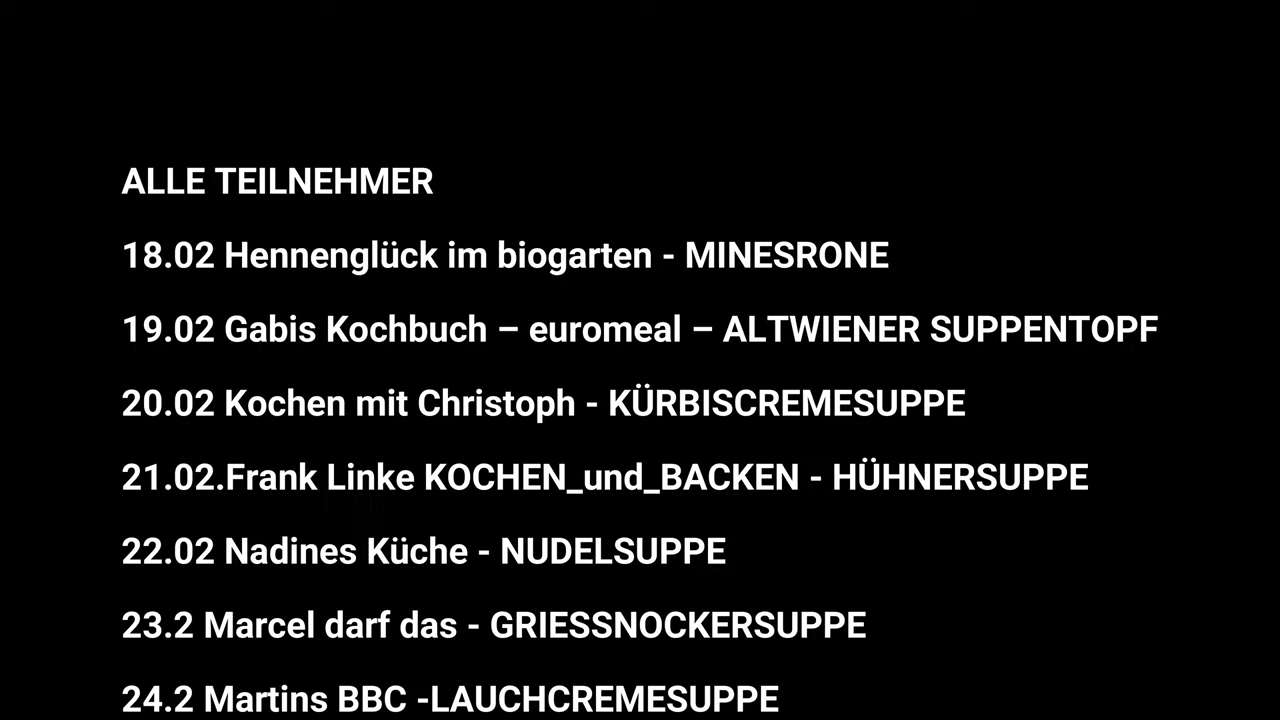 ALLE TEILNEHMER
18.02 Hennenglück im biogarten - MINESRONE
19.02 Gabis Kochbuch – euromeal – ALTWIENER SUPPENTOPF
20.02 Kochen mit Christoph - KÜRBISCREMESUPPE
21.02.Frank Linke KOCHEN_und_BACKEN - HÜHNERSUPPE
22.02 Nadines Küche - NUDELSUPPE
23.2 Marcel darf das - GRIESSNOCKERSUPPE
24.2 Martins BBC -LAUCHCREMESUPPE